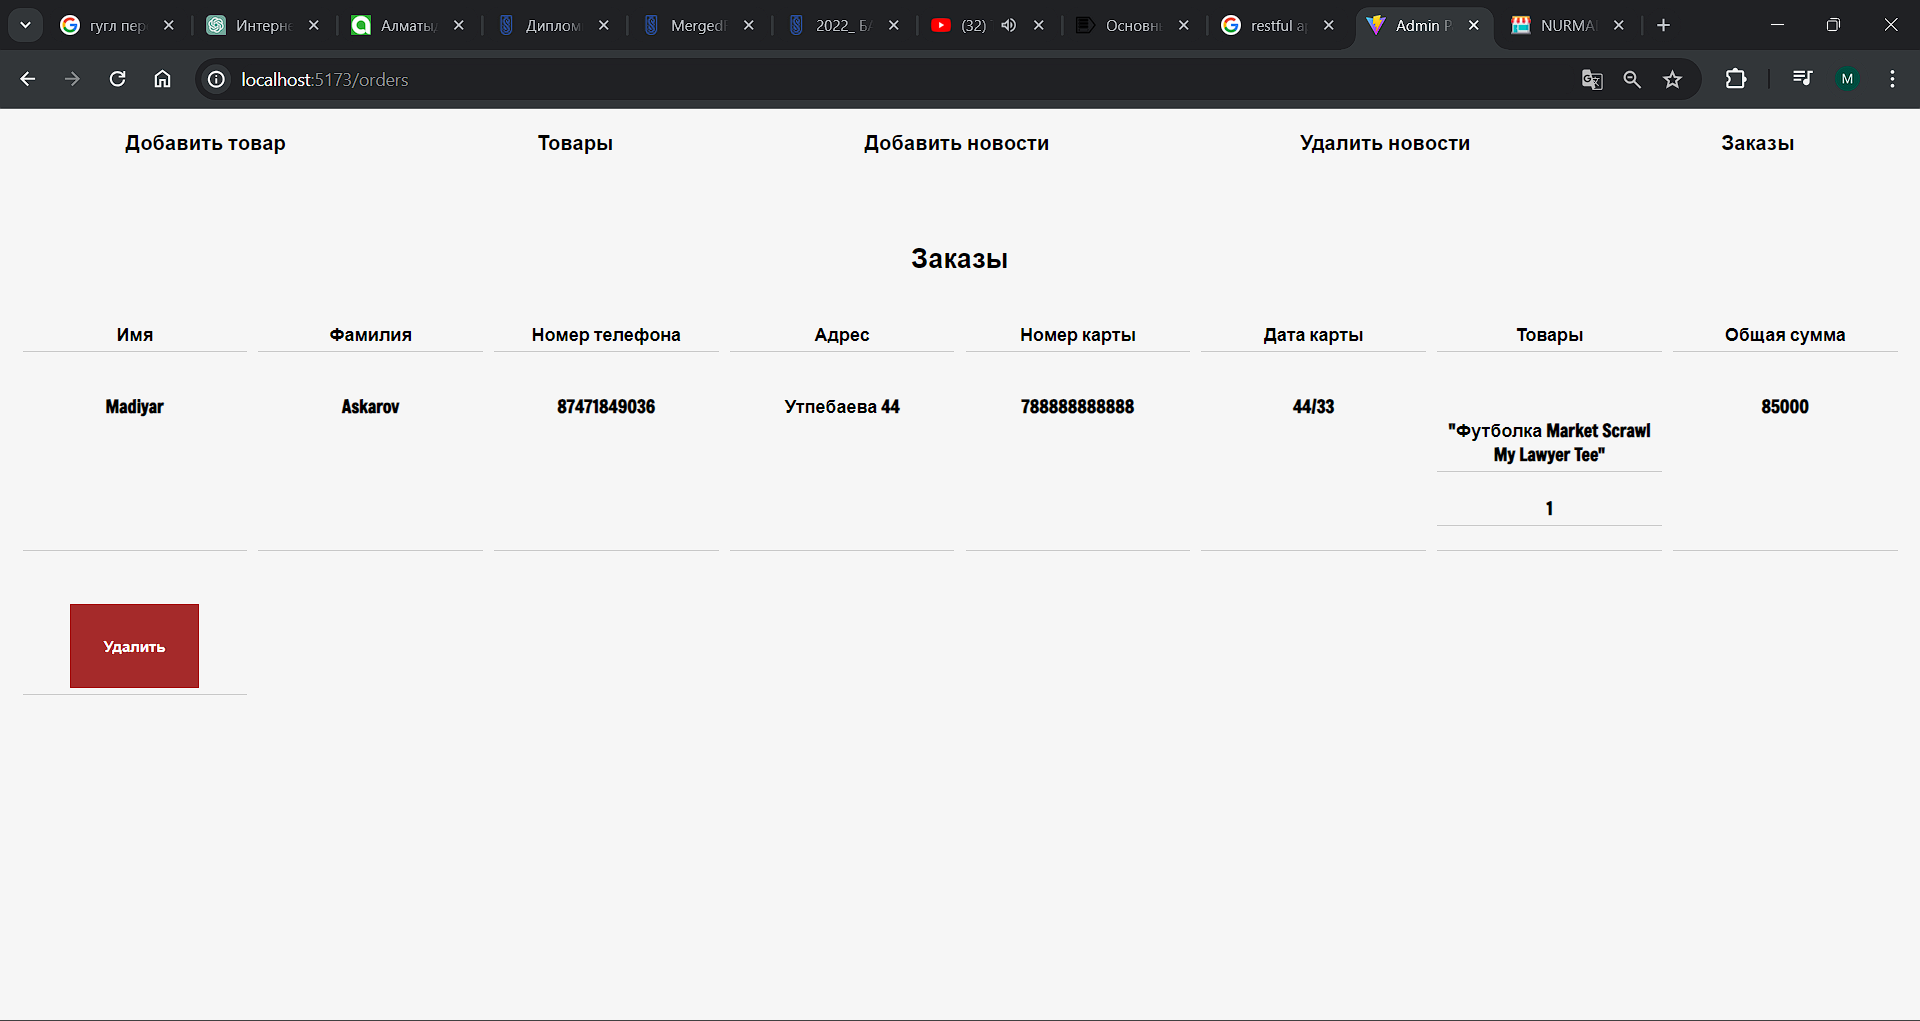 гугл пер
Интерне
Алматы
Диплом
Merged
2022_ БА
(32)
Основн
restful a
Admin P
NURMA
localhost:5173/orders
M
Добавить товар
Товары
Добавить новости
Удалить новости
Заказы
Заказы
Имя
Фамилия
Номер телефона
Адрес
Номер карты
Дата карты
Товары
Общая сумма
Madiyar
Askarov
87471849036
Утпебаева 44
788888888888
44/33
"Футболка Market Scrawl
My Lawyer Tee"
1
85000
Удалить